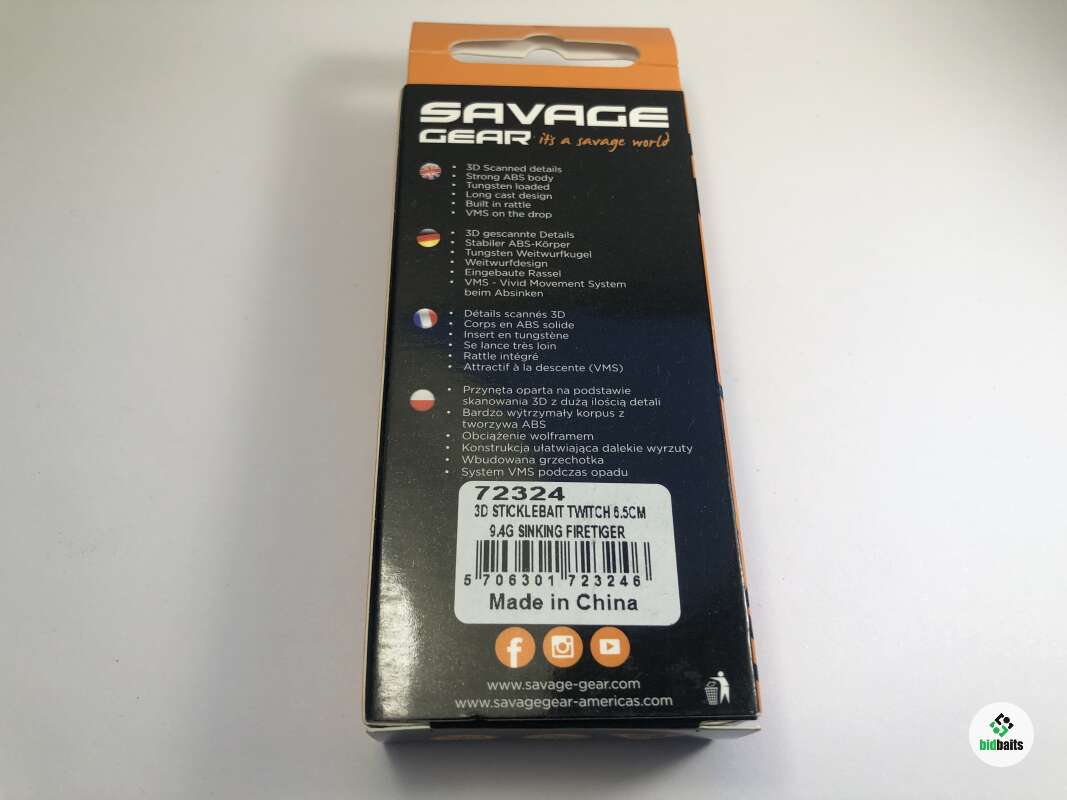 SAVAGE
GEAR it's a savage world
• 3D Scanned details
• Strong ABS body
• Tungsten loaded
• Long cast design
• Built in rattle
• VMS on the drop
• 3D gescannte Details
• Stabiler ABS-Körper
• Tungsten Weitwurfkugel
• Weitwurfdesign
• Eingebaute Rassel
• VMS - Vivid Movement System
beim Absinken
• Détails scannés 3D
• Corps en ABS solide
• Insert en tungstène
• Se lance très loin
• Rattle intégré
• Attractif à la descente (VMS)
• Przynęta oparta na podstawie
skanowania 3D z dużą ilością detali
• Bardzo wytrzymały korpus z
tworzywa ABS
• Obciążenie wolframem
• Konstrukcja ułatwiająca dalekie wyrzuty
• Wbudowana grzechotka
• System VMS podczas opadu
72324
3D STICKLEBAIT TWITCH 6.5CM
9.4G SINKING FIRETIGER
5 706301 723246
Made in China
www.savage-gear.com
www.savagegear-americas.com
bidbaits